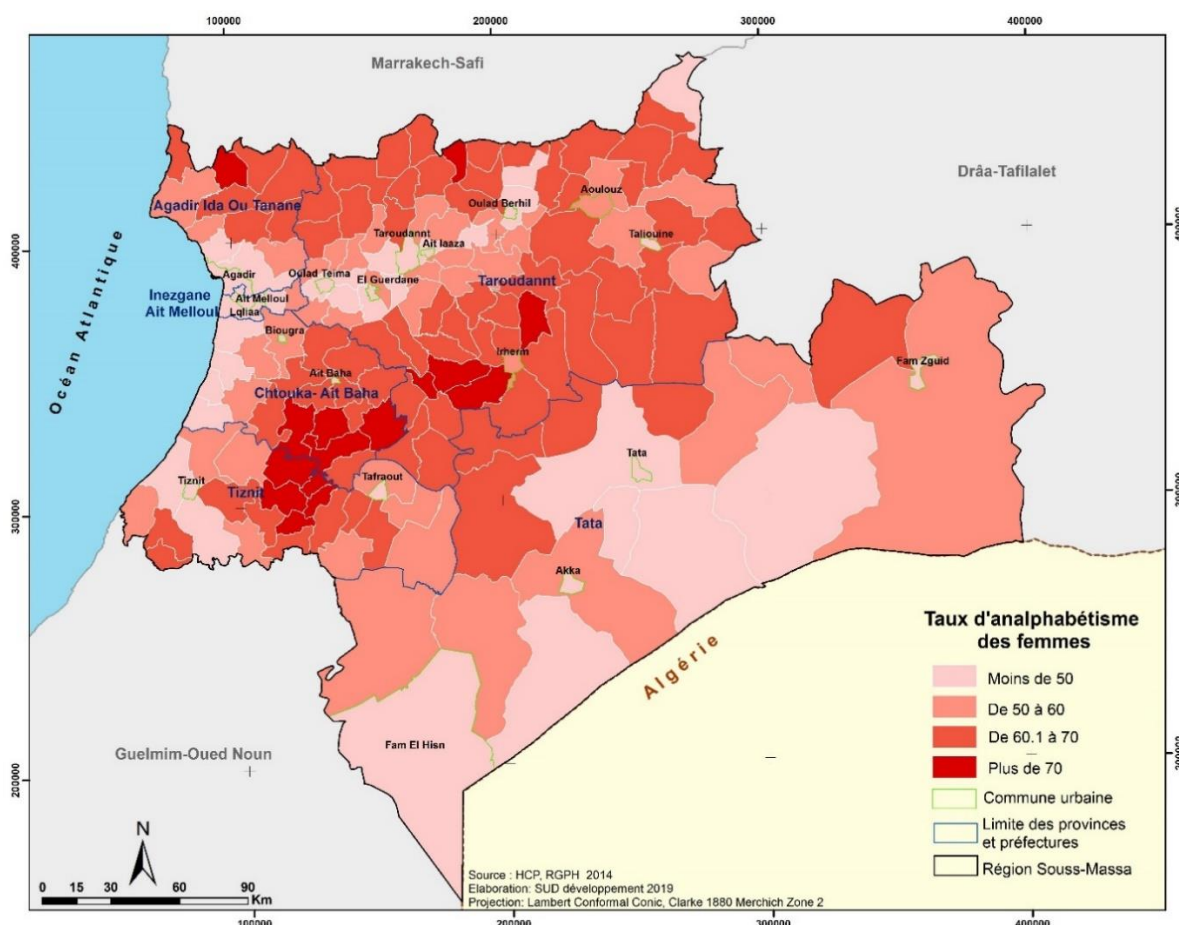 100000 200000 300000 400000
Marrakech-Safi
Drâa-Tafilalet
Aoulouz
Oulad Berhil
Agadir Ida Ou Tanane
Taroudannt
Ait Iaaza
Taliouine
400000
400000
Océan Atlantique
Agadir
Oulad Teima
El Guerdane
Taroudannt
Inezgane
Ait Melloul
Ait Melloul
Lqliaa
Biougra
Irherm
Fam Zguid
Ait Baha
Chtouka- Ait Baha
Tata
Tafraout
Tiznit
Tiznit
300000
Tata
Akka
Algérie
Fam El Hisn
Guelmim-Oued Noun
200000
Taux d'analphabétisme
des femmes
Moins de 50
De 50 à 60
De 60.1 à 70
Plus de 70
Commune urbaine
Limite des provinces
et préfectures
Région Souss-Massa
N
0 15 30 60 90
Km
Source : HCP, RGPH 2014
Elaboration: SUD développement 2019
Projection: Lambert Conformal Conic, Clarke 1880 Merchich Zone 2
100000 200000 300000 400000